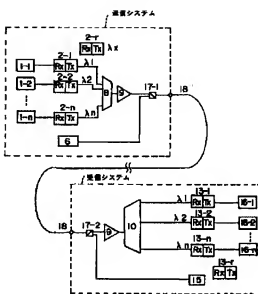 送信システム
2-r
Rx Tx λx
2-1
1-1 Rx Tx λ1
2-2
1-2 Rx Tx λ2
2-n
1-n Rx Tx λn
8 9 17-1 18
6
受信システム
18 17-2 9 10
13-1
λ1 Rx Tx 16-1
13-2
λ2 Rx Tx 16-2
13-n
λn Rx Tx 16-n
13-r
Rx Tx
15